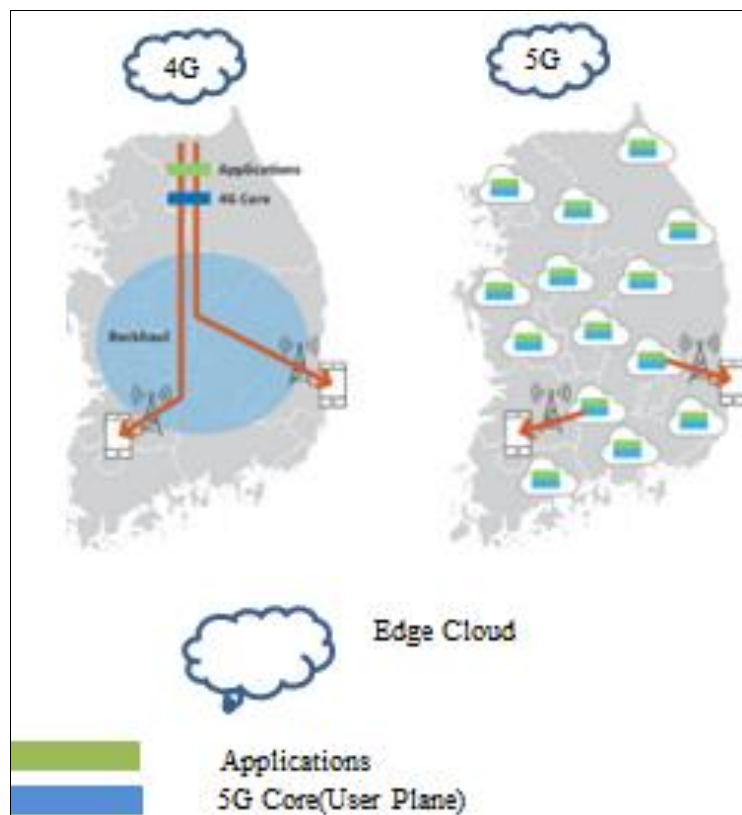 4G
5G
Applications
4G Core
Backhaul
Edge Cloud
Applications
5G Core(User Plane)